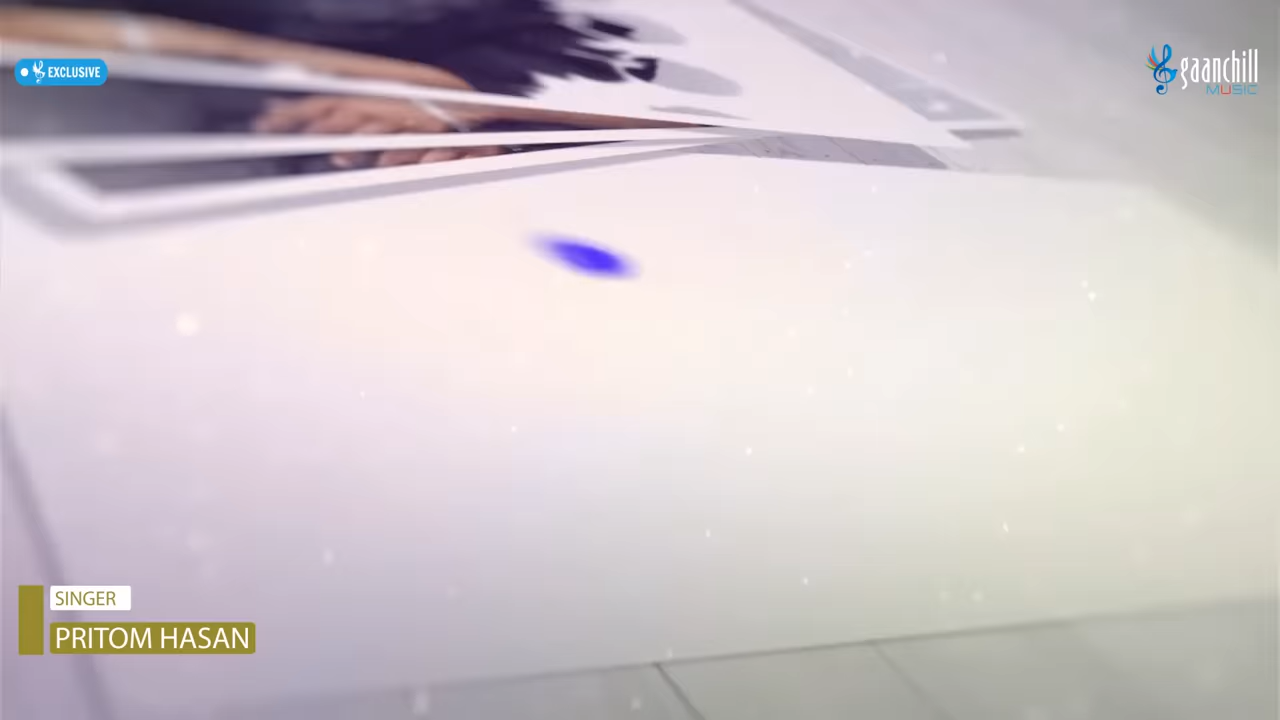 EXCLUSIVE
gaanchill
MUSIC
SINGER
PRITOM HASAN